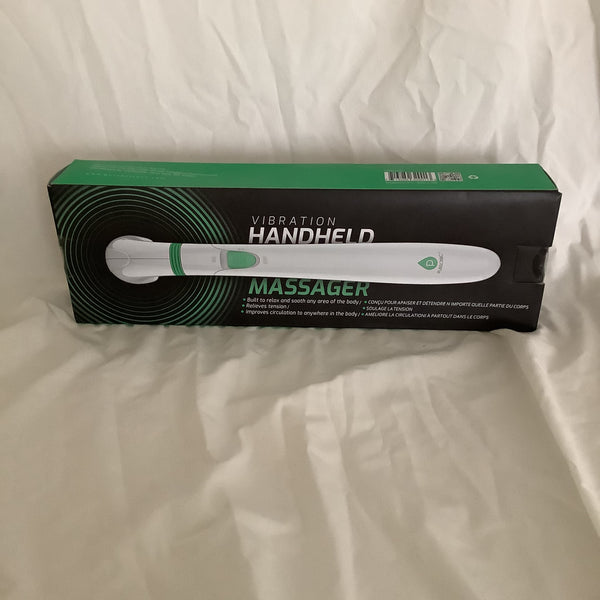 VIBRATION
HANDHELD
MASSAGER
Built to relax and sooth any area of the body / • CONÇU POUR APAISER ET DETENDRE N IMPORTE QUELLE PARTIE DU CORPS
Relieves tension / • SOULAGE LA TENSION
Improves circulation to anywhere in the body / • AMÉLIORE LA CIRCULATION À PARTOUT DANS LE CORPS